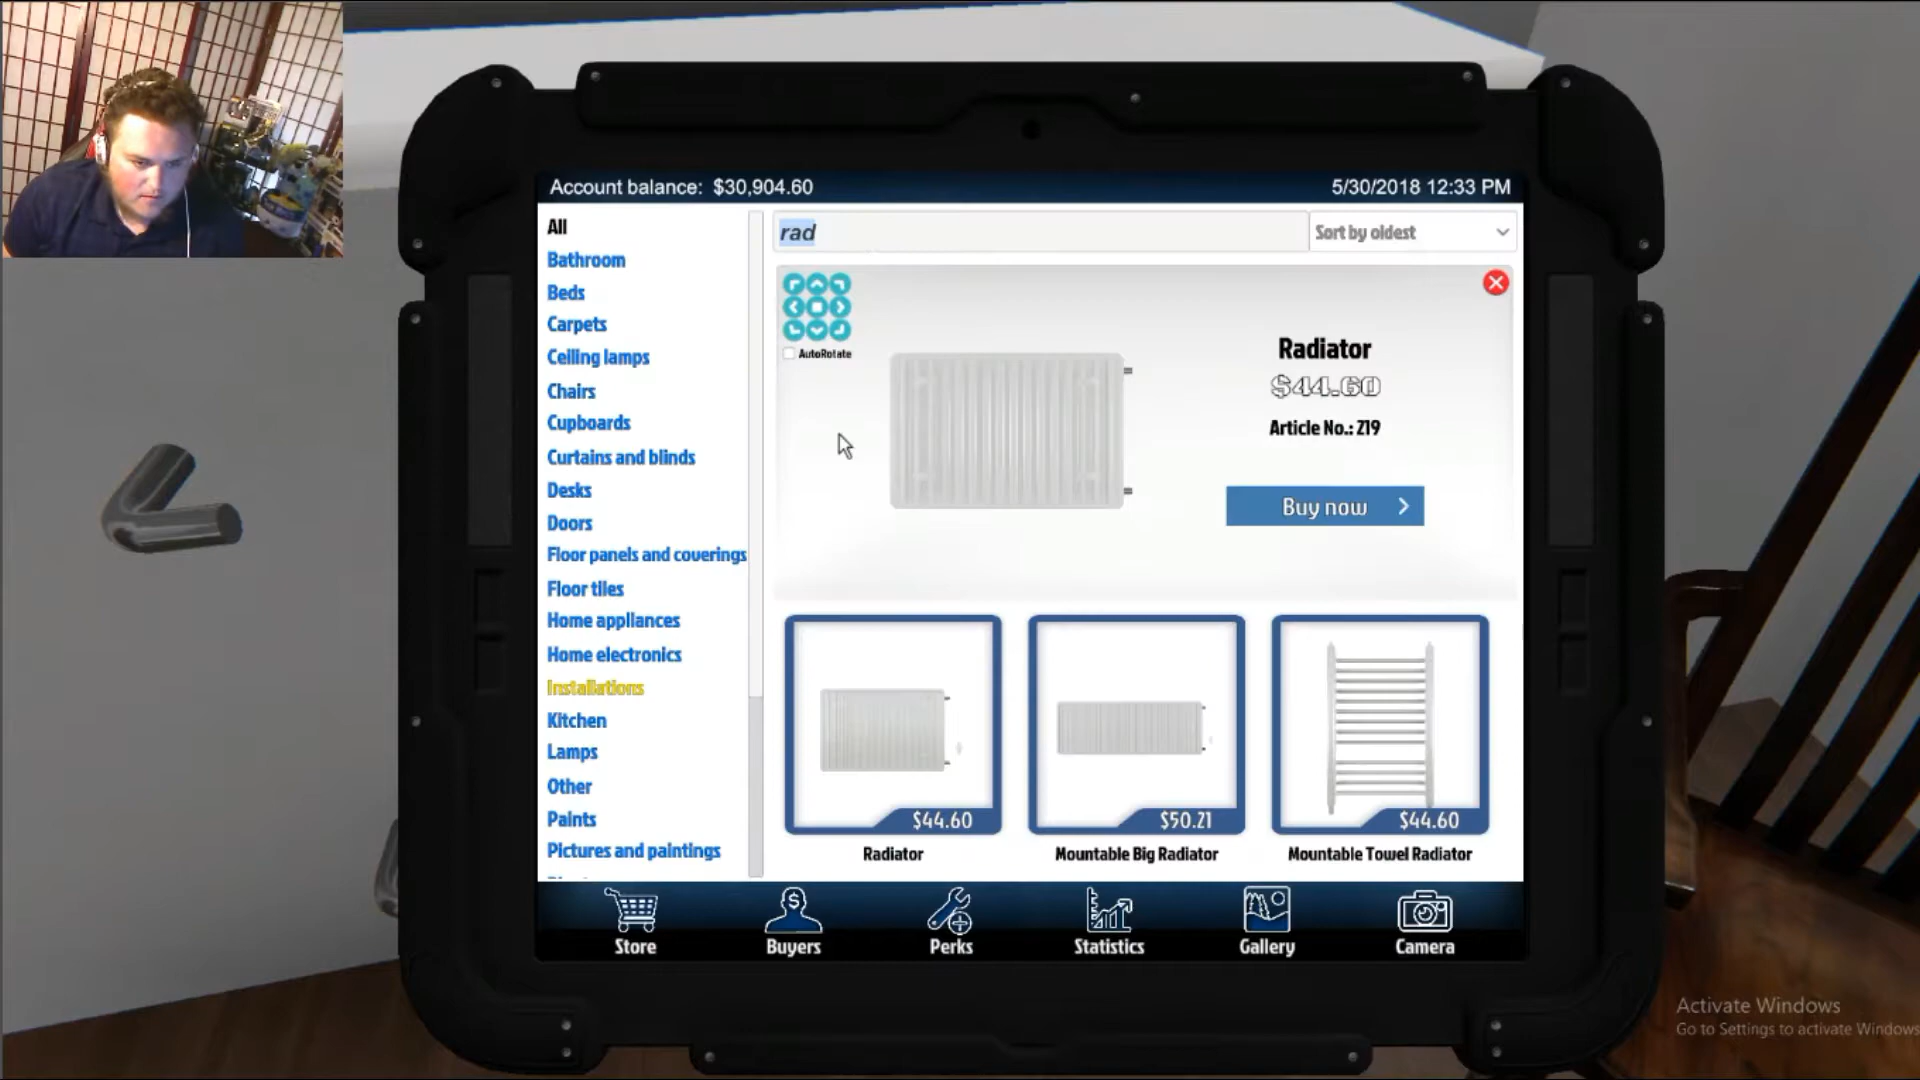 Account balance: $30,904.60
5/30/2018 12:33 PM
All
Bathroom
Beds
Carpets
Ceiling lamps
Chairs
Cupboards
Curtains and blinds
Desks
Doors
Floor panels and coverings
Floor tiles
Home appliances
Home electronics
Installations
Kitchen
Lamps
Other
Paints
Pictures and paintings
rad
Sort by oldest
AutoRotate
Radiator
$44.60
Article No.: Z19
Buy now
$44.60
$50.21
$44.60
Radiator
Mountable Big Radiator
Mountable Towel Radiator
Store
Buyers
Perks
Statistics
Gallery
Camera
Activate Windows
Go to Settings to activate Windows